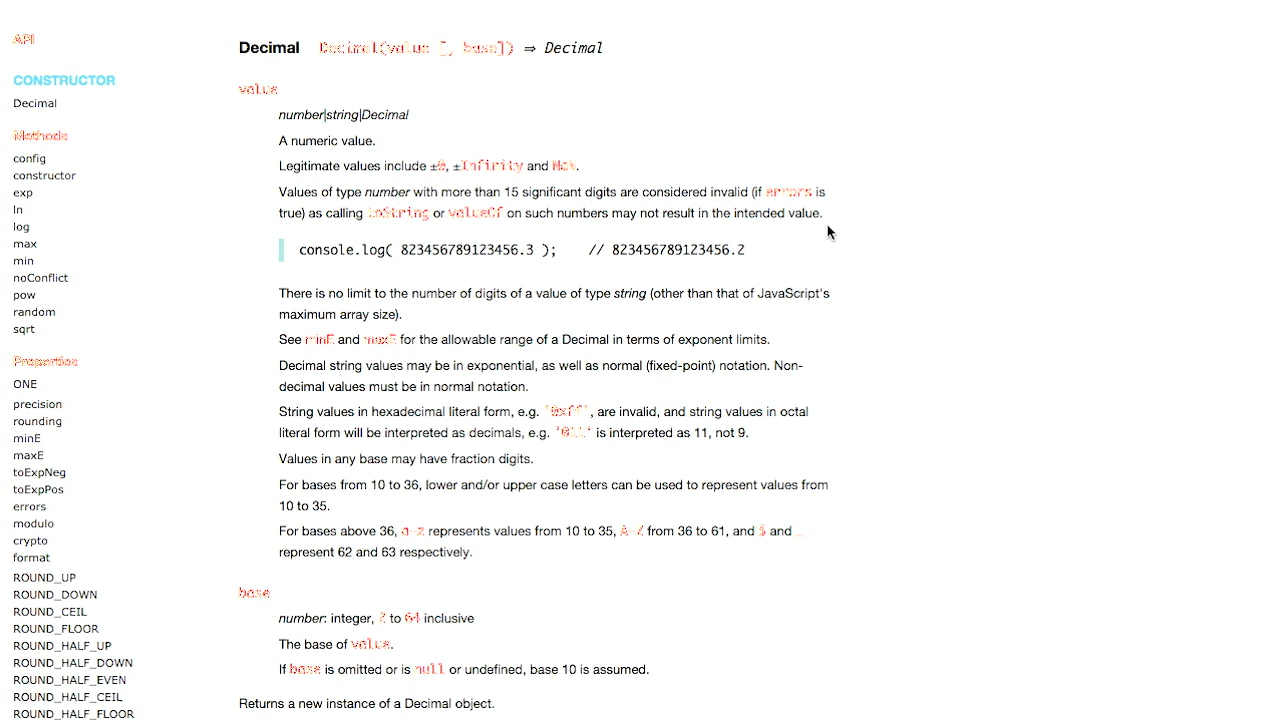 API
CONSTRUCTOR
Decimal
Methods
config
constructor
exp
ln
log
max
min
noConflict
pow
random
sqrt
Properties
ONE
precision
rounding
minE
maxE
toExpNeg
toExpPos
errors
modulo
crypto
format
ROUND_UP
ROUND_DOWN
ROUND_CEIL
ROUND_FLOOR
ROUND_HALF_UP
ROUND_HALF_DOWN
ROUND_HALF_EVEN
ROUND_HALF_CEIL
ROUND_HALF_FLOOR
Decimal Decimal(value [, base]) ⇒ Decimal
value
number|string|Decimal
A numeric value.
Legitimate values include ±0, ±Infinity and NaN.
Values of type number with more than 15 significant digits are considered invalid (if errors is
true) as calling toString or valueOf on such numbers may not result in the intended value.
console.log( 823456789123456.3 ); // 823456789123456.2
There is no limit to the number of digits of a value of type string (other than that of JavaScript's
maximum array size).
See minE and maxE for the allowable range of a Decimal in terms of exponent limits.
Decimal string values may be in exponential, as well as normal (fixed-point) notation. Non-
decimal values must be in normal notation.
String values in hexadecimal literal form, e.g. '0xff', are invalid, and string values in octal
literal form will be interpreted as decimals, e.g. '011' is interpreted as 11, not 9.
Values in any base may have fraction digits.
For bases from 10 to 36, lower and/or upper case letters can be used to represent values from
10 to 35.
For bases above 36, a-z represents values from 10 to 35, A-Z from 36 to 61, and $ and _
represent 62 and 63 respectively.
base
number: integer, 2 to 64 inclusive
The base of value.
If base is omitted or is null or undefined, base 10 is assumed.
Returns a new instance of a Decimal object.